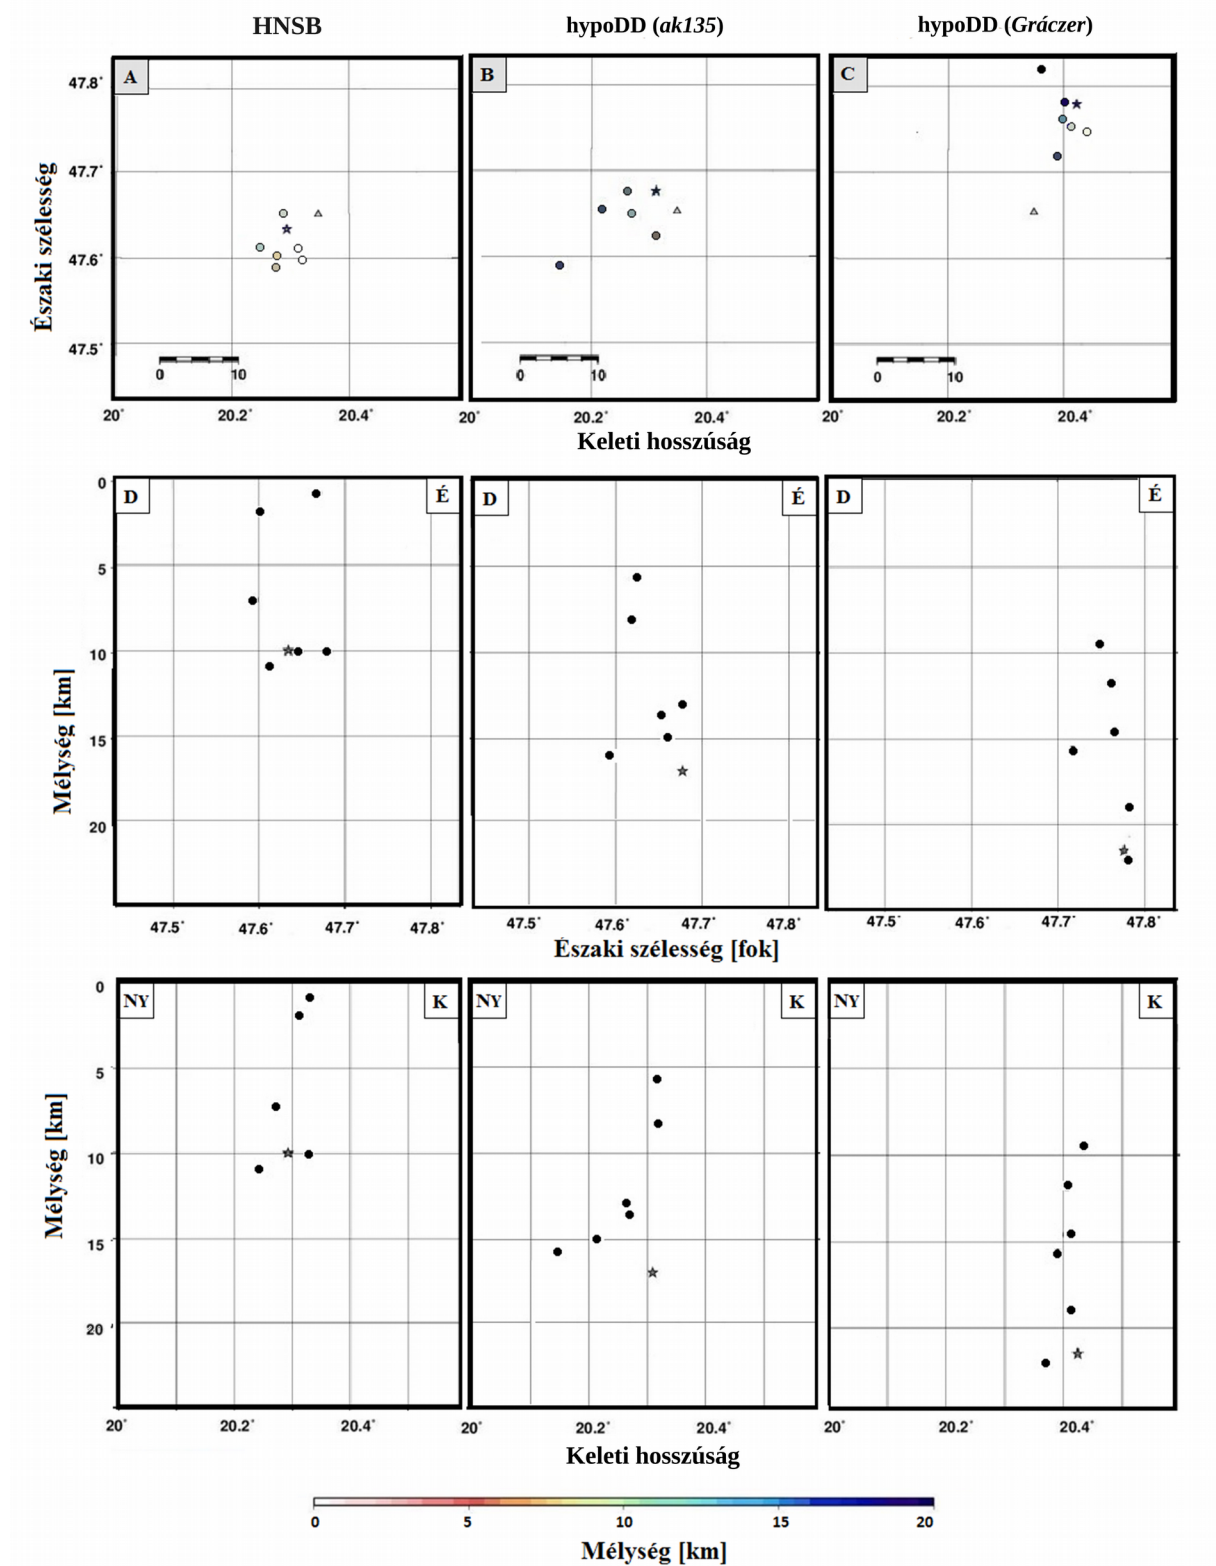 HNSB hypoDD (ak135) hypoDD (Gráczer)
A B C
47.8°
47.7°
47.6°
47.5°
Északi szélesség
0 10 0 10 0 10
20° 20.2° 20.4° 20° 20.2° 20.4° 20° 20.2° 20.4°
Keleti hosszúság
D É D É D É
0
5
10
15
20
Mélység [km]
47.5° 47.6° 47.7° 47.8° 47.5° 47.6° 47.7° 47.8° 47.5° 47.6° 47.7° 47.8°
Északi szélesség [fok]
NY K NY K NY K
0
5
10
15
20
Mélység [km]
20° 20.2° 20.4° 20° 20.2° 20.4° 20° 20.2° 20.4°
Keleti hosszúság
0 5 10 15 20
Mélység [km]